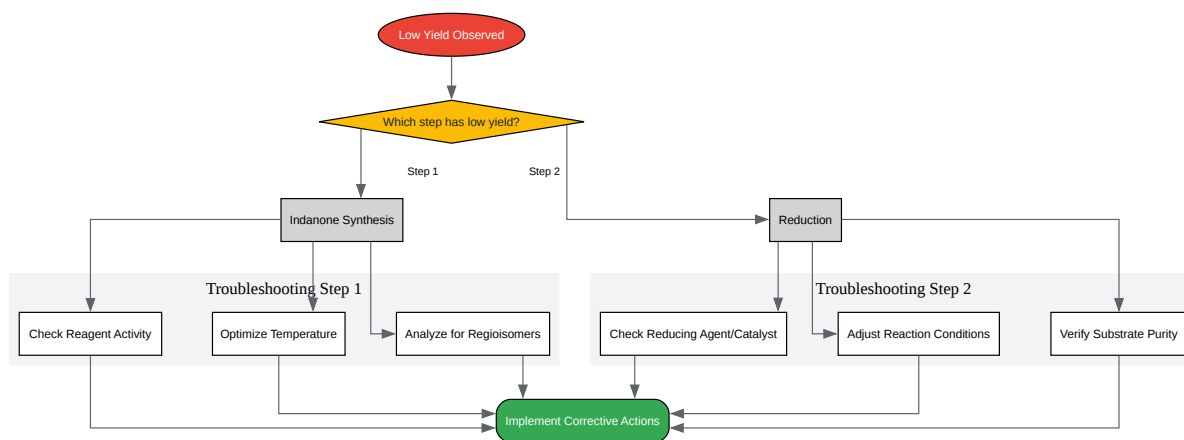 Low Yield Observed
Which step has low yield?
Step 1
Step 2
Indanone Synthesis
Reduction
Troubleshooting Step 1
Troubleshooting Step 2
Check Reagent Activity
Optimize Temperature
Analyze for Regioisomers
Check Reducing Agent/Catalyst
Adjust Reaction Conditions
Verify Substrate Purity
Implement Corrective Actions